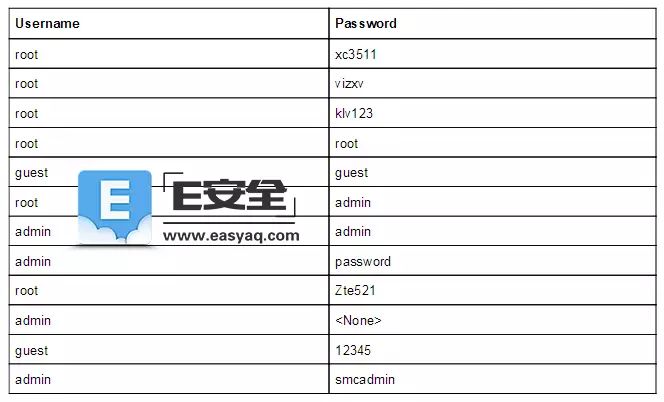 Username Password
root xc3511
root vizxv
root klv123
root root
guest guest
root admin
admin admin
admin password
root Zte521
admin <None>
guest 12345
admin smcadmin
E E安全
www.easyaq.com